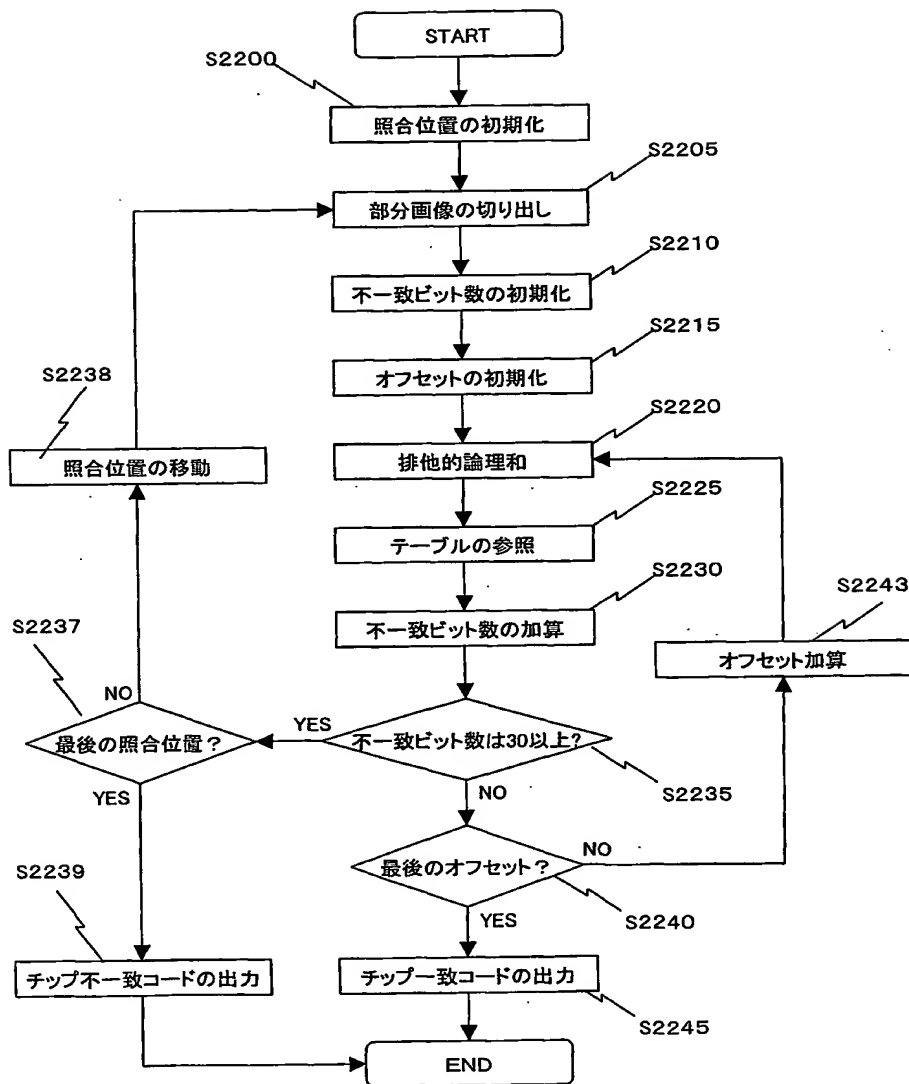 START
S2200
照合位置の初期化
S2205
部分画像の切り出し
S2210
不一致ビット数の初期化
S2215
オフセットの初期化
S2238
S2220
照合位置の移動
排他的論理和
S2225
テーブルの参照
S2230
S2243
不一致ビット数の加算
S2237
オフセット加算
NO
YES
最後の照合位置？
不一致ビット数は30以上?
S2235
YES
NO
NO
最後のオフセット？
S2239
S2240
YES
チップ不一致コードの出力
チップ一致コードの出力
S2245
END